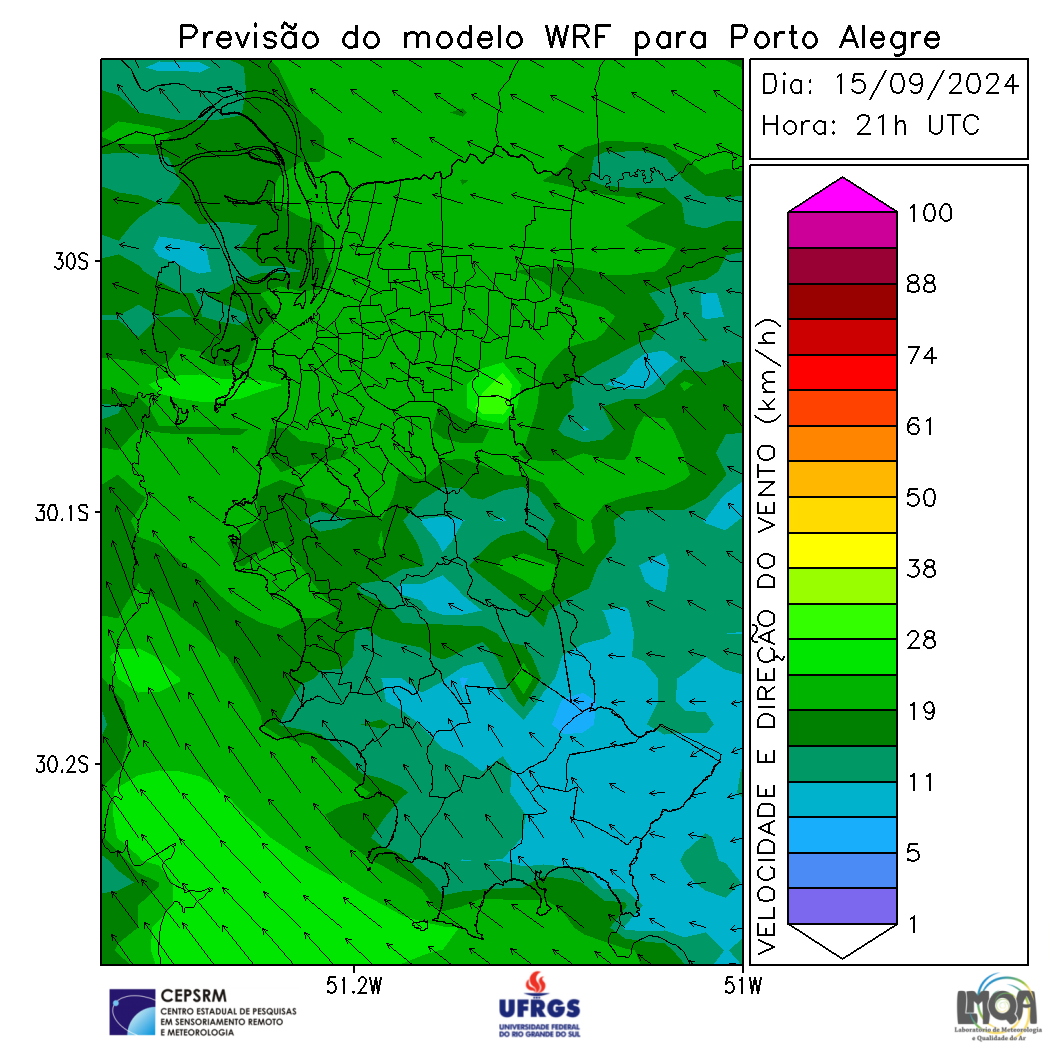 Previsão do modelo WRF para Porto Alegre
Dia: 15/09/2024
Hora: 21h UTC
30S
30.1S
30.2S
51.2W
51W
VELOCIDADE E DIREÇÃO DO VENTO (km/h)
100
88
74
61
50
38
28
19
11
5
1
CEPSRM
CENTRO ESTADUAL DE PESQUISAS
EM SENSORIAMENTO REMOTO
E METEOROLOGIA
UFRGS
UNIVERSIDADE FEDERAL
DO RIO GRANDE DO SUL
LMQA
Laboratório de Meteorologia
e Qualidade do Ar